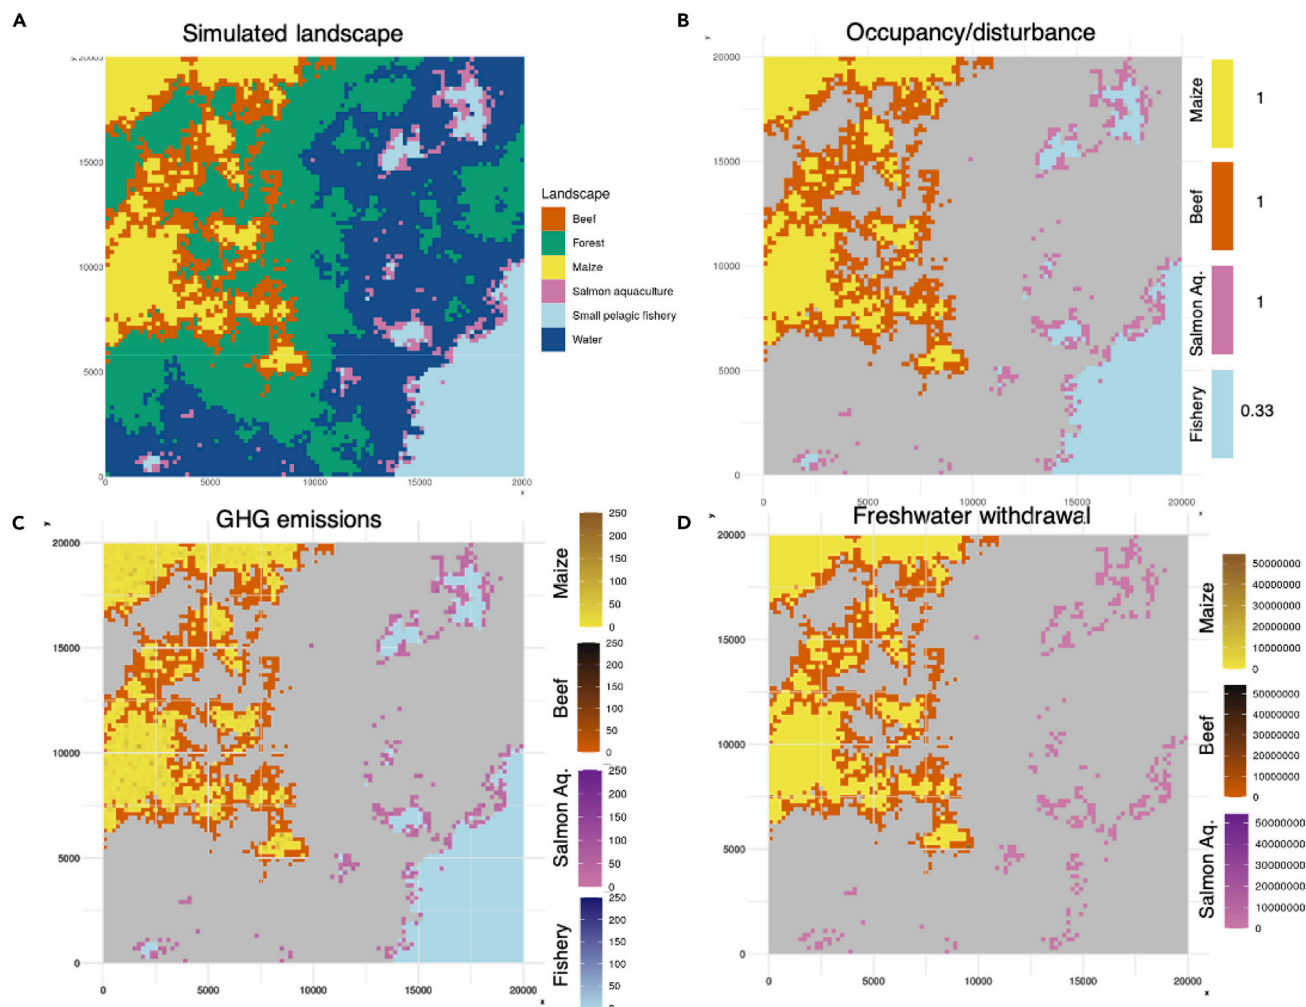 A
Simulated landscape
y
20000
15000
10000
5000
0
0
5000
10000
15000
2000
x
Landscape
Beef
Forest
Maize
Salmon aquaculture
Small pelagic fishery
Water
B
Occupancy/disturbance
y
20000
15000
10000
5000
0
0
5000
10000
15000
20000
x
Maize
1
Beef
1
Salmon Aq.
1
Fishery
0.33
C
GHG emissions
y
20000
15000
10000
5000
0
0
5000
10000
15000
20000
x
Maize
250
200
150
100
50
0
Beef
250
200
150
100
50
0
Salmon Aq.
250
200
150
100
50
0
Fishery
250
200
150
100
50
0
D
Freshwater withdrawal
y
20000
15000
10000
5000
0
0
5000
10000
15000
20000
x
Maize
50000000
40000000
30000000
20000000
10000000
0
Beef
50000000
40000000
30000000
20000000
10000000
0
Salmon Aq.
50000000
40000000
30000000
20000000
10000000
0